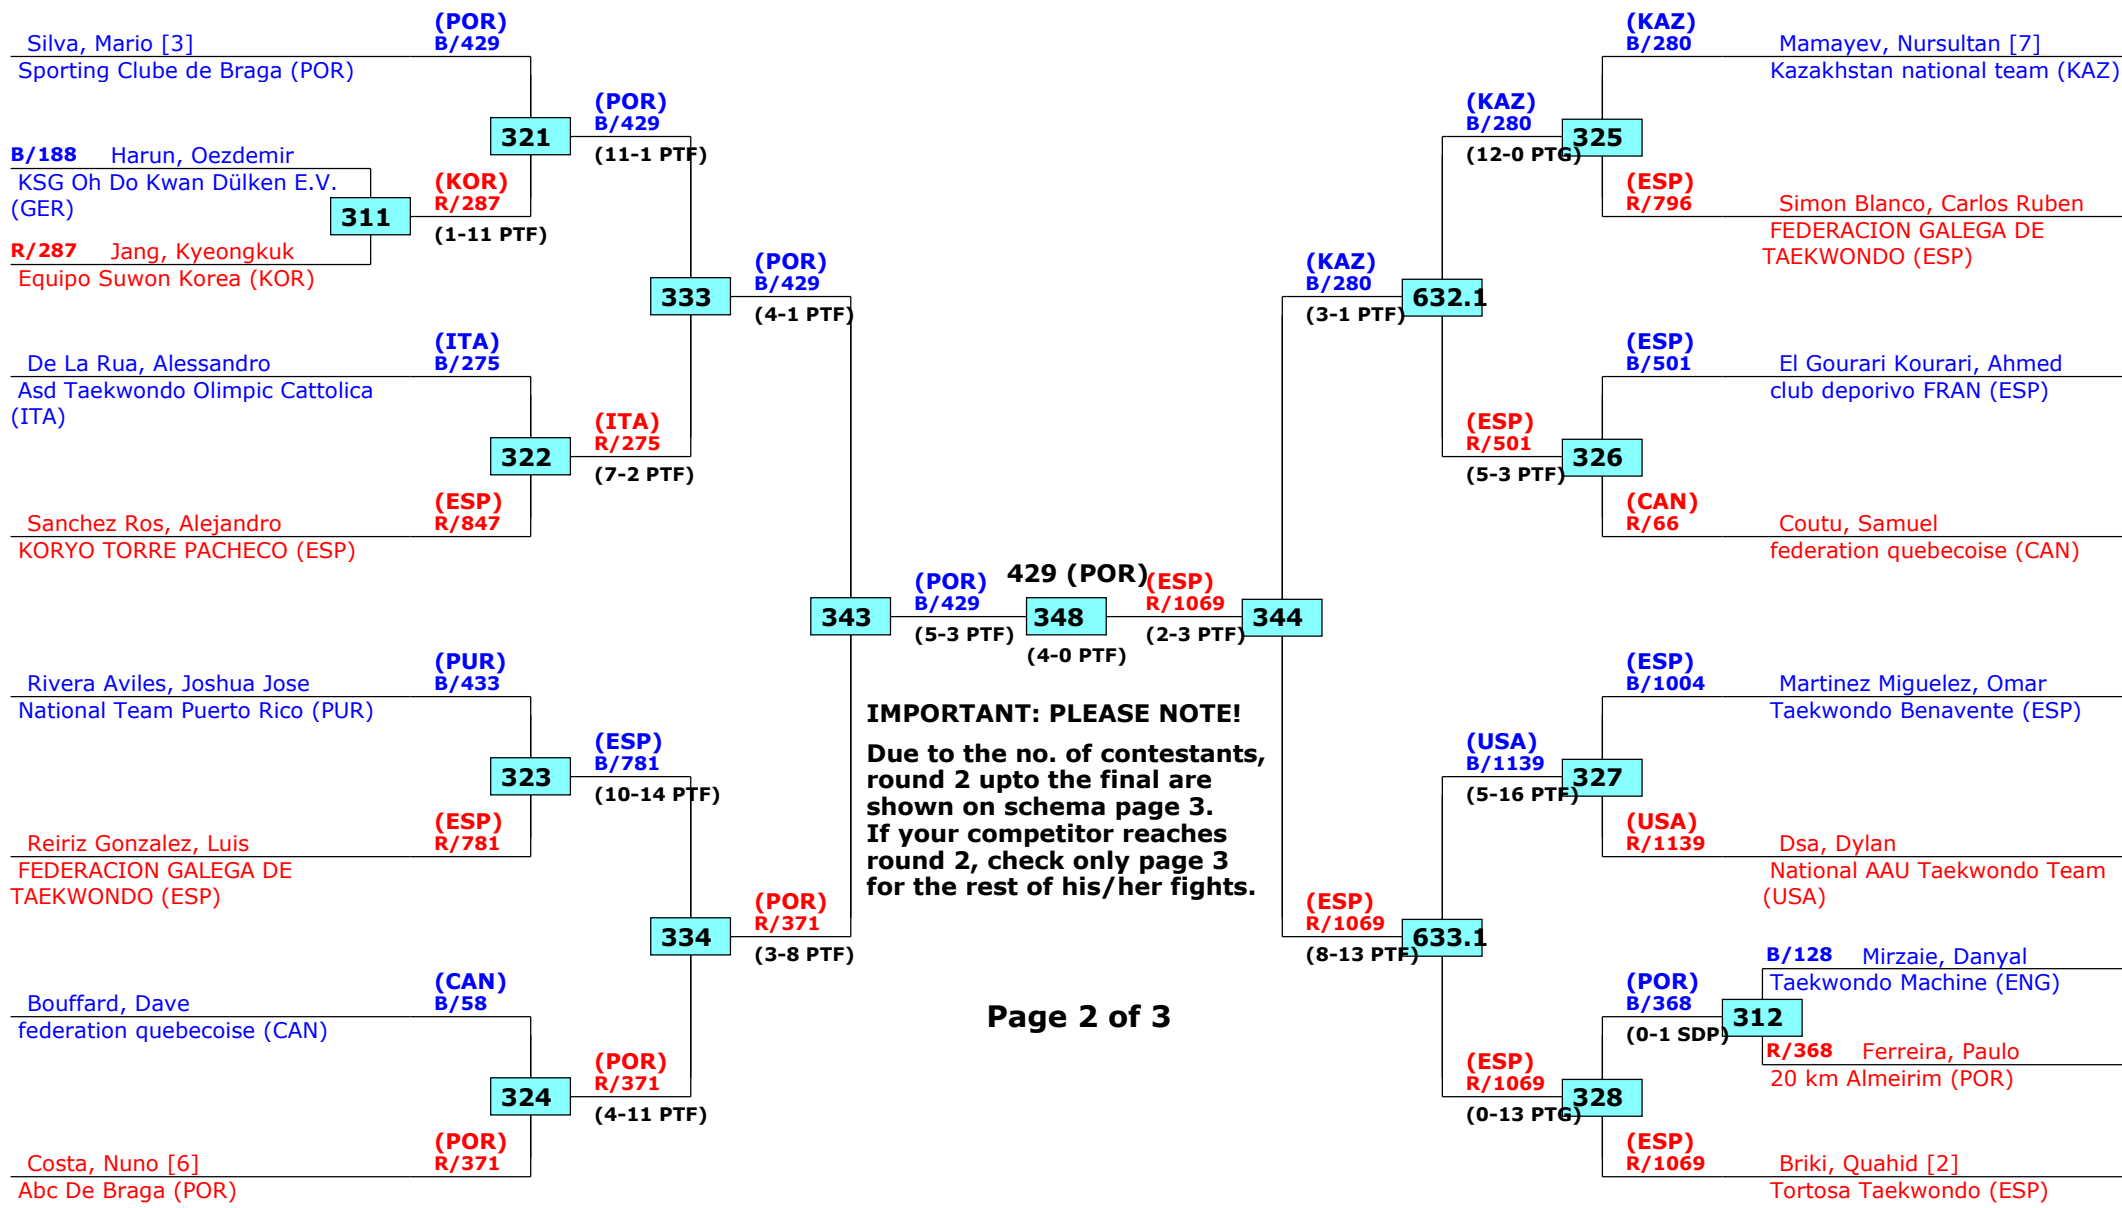 (POR)
Silva, Mario [3] B/429
Sporting Clube de Braga (POR)
(POR)
B/429
321
(11-1 PTF)
B/188 Harun, Oezdemir
KSG Oh Do Kwan Dülken E.V.
(GER)
(KOR)
R/287
311
(1-11 PTF)
R/287 Jang, Kyeongkuk
Equipo Suwon Korea (KOR)
(POR)
B/429
333
(4-1 PTF)
(ITA)
De La Rua, Alessandro B/275
Asd Taekwondo Olimpic Cattolica
(ITA)
(ITA)
R/275
322
(7-2 PTF)
(ESP)
Sanchez Ros, Alejandro R/847
KORYO TORRE PACHECO (ESP)
343
(POR)
B/429
(5-3 PTF)
429 (POR)
348
(4-0 PTF)
(ESP)
R/1069
(2-3 PTF)
344
(PUR)
Rivera Aviles, Joshua Jose B/433
National Team Puerto Rico (PUR)
(ESP)
B/781
323
(10-14 PTF)
(ESP)
Reiriz Gonzalez, Luis R/781
FEDERACION GALEGA DE
TAEKWONDO (ESP)
(POR)
R/371
334
(3-8 PTF)
(CAN)
Bouffard, Dave B/58
federation quebecoise (CAN)
(POR)
R/371
324
(4-11 PTF)
(POR)
Costa, Nuno [6] R/371
Abc De Braga (POR)
IMPORTANT: PLEASE NOTE!
Due to the no. of contestants,
round 2 upto the final are
shown on schema page 3.
If your competitor reaches
round 2, check only page 3
for the rest of his/her fights.
Page 2 of 3
(KAZ)
B/280 Mamayev, Nursultan [7]
Kazakhstan national team (KAZ)
(KAZ)
B/280
325
(12-0 PTG)
(ESP)
R/796 Simon Blanco, Carlos Ruben
FEDERACION GALEGA DE
TAEKWONDO (ESP)
(KAZ)
B/280
632.1
(3-1 PTF)
(ESP)
B/501 El Gourari Kourari, Ahmed
club deporivo FRAN (ESP)
(ESP)
R/501
326
(5-3 PTF)
(CAN)
R/66 Coutu, Samuel
federation quebecoise (CAN)
(ESP)
B/1004 Martinez Miguelez, Omar
Taekwondo Benavente (ESP)
(USA)
B/1139
327
(5-16 PTF)
(USA)
R/1139 Dsa, Dylan
National AAU Taekwondo Team
(USA)
(ESP)
R/1069
633.1
(8-13 PTF)
B/128 Mirzaie, Danyal
Taekwondo Machine (ENG)
(POR)
B/368
312
(0-1 SDP)
R/368 Ferreira, Paulo
20 km Almeirim (POR)
(ESP)
R/1069
328
(0-13 PTG)
(ESP)
R/1069 Briki, Quahid [2]
Tortosa Taekwondo (ESP)